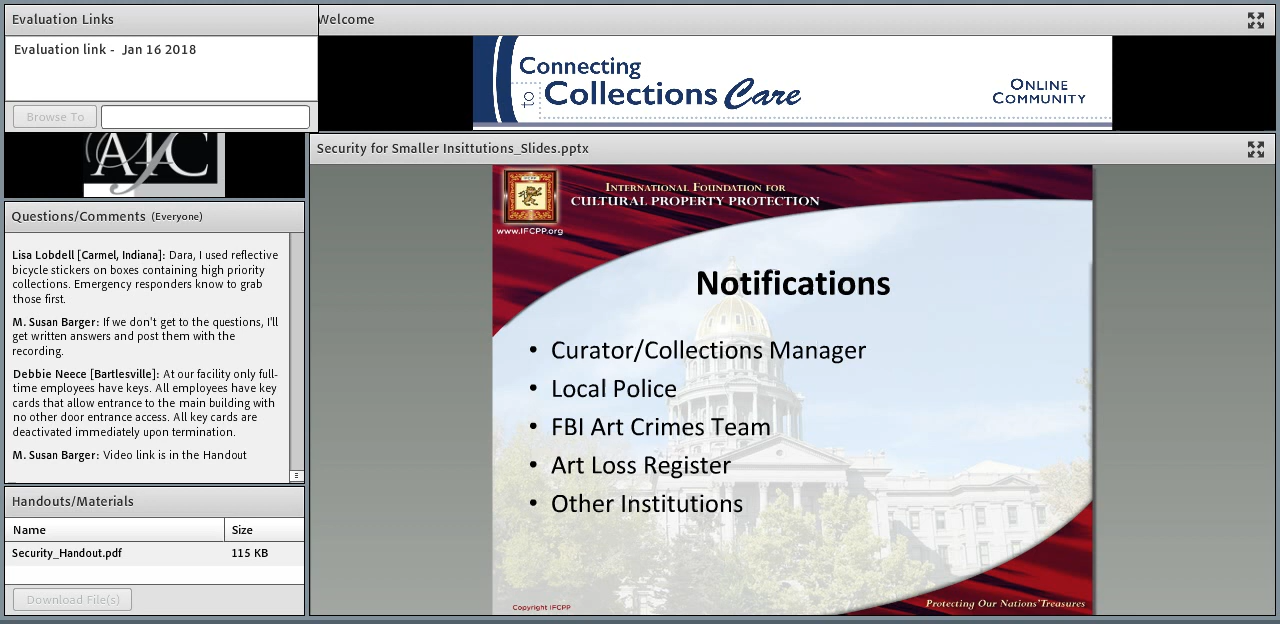 Evaluation Links
Evaluation link - Jan 16 2018
Browse To
Welcome
Connecting
to Collections Care
ONLINE
COMMUNITY
AIC
Questions/Comments (Everyone)
Lisa Lobdell [Carmel, Indiana]: Dara, I used reflective
bicycle stickers on boxes containing high priority
collections. Emergency responders know to grab
those first.
M. Susan Barger: If we don't get to the questions, I'll
get written answers and post them with the
recording.
Debbie Neece [Bartlesville]: At our facility only full-
time employees have keys. All employees have key
cards that allow entrance to the main building with
no other door entrance access. All key cards are
deactivated immediately upon termination.
M. Susan Barger: Video link is in the Handout
Handouts/Materials
Name Size
Security_Handout.pdf 115 KB
Download File(s)
Security for Smaller Insittutions_Slides.pptx
INTERNATIONAL FOUNDATION FOR
CULTURAL PROPERTY PROTECTION
www.IFCPP.org
Notifications
• Curator/Collections Manager
• Local Police
• FBI Art Crimes Team
• Art Loss Register
• Other Institutions
Copyright IFCPP
Protecting Our Nations' Treasures